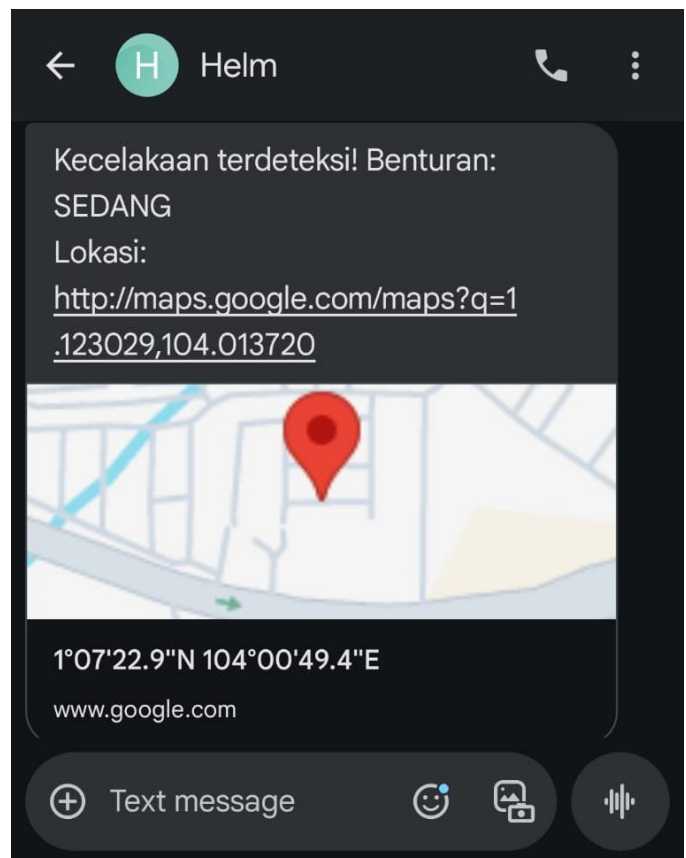 H Helm
Kecelakaan terdeteksi! Benturan:
SEDANG
Lokasi:
http://maps.google.com/maps?q=1
.123029,104.013720
1°07'22.9"N 104°00'49.4"E
www.google.com
Text message